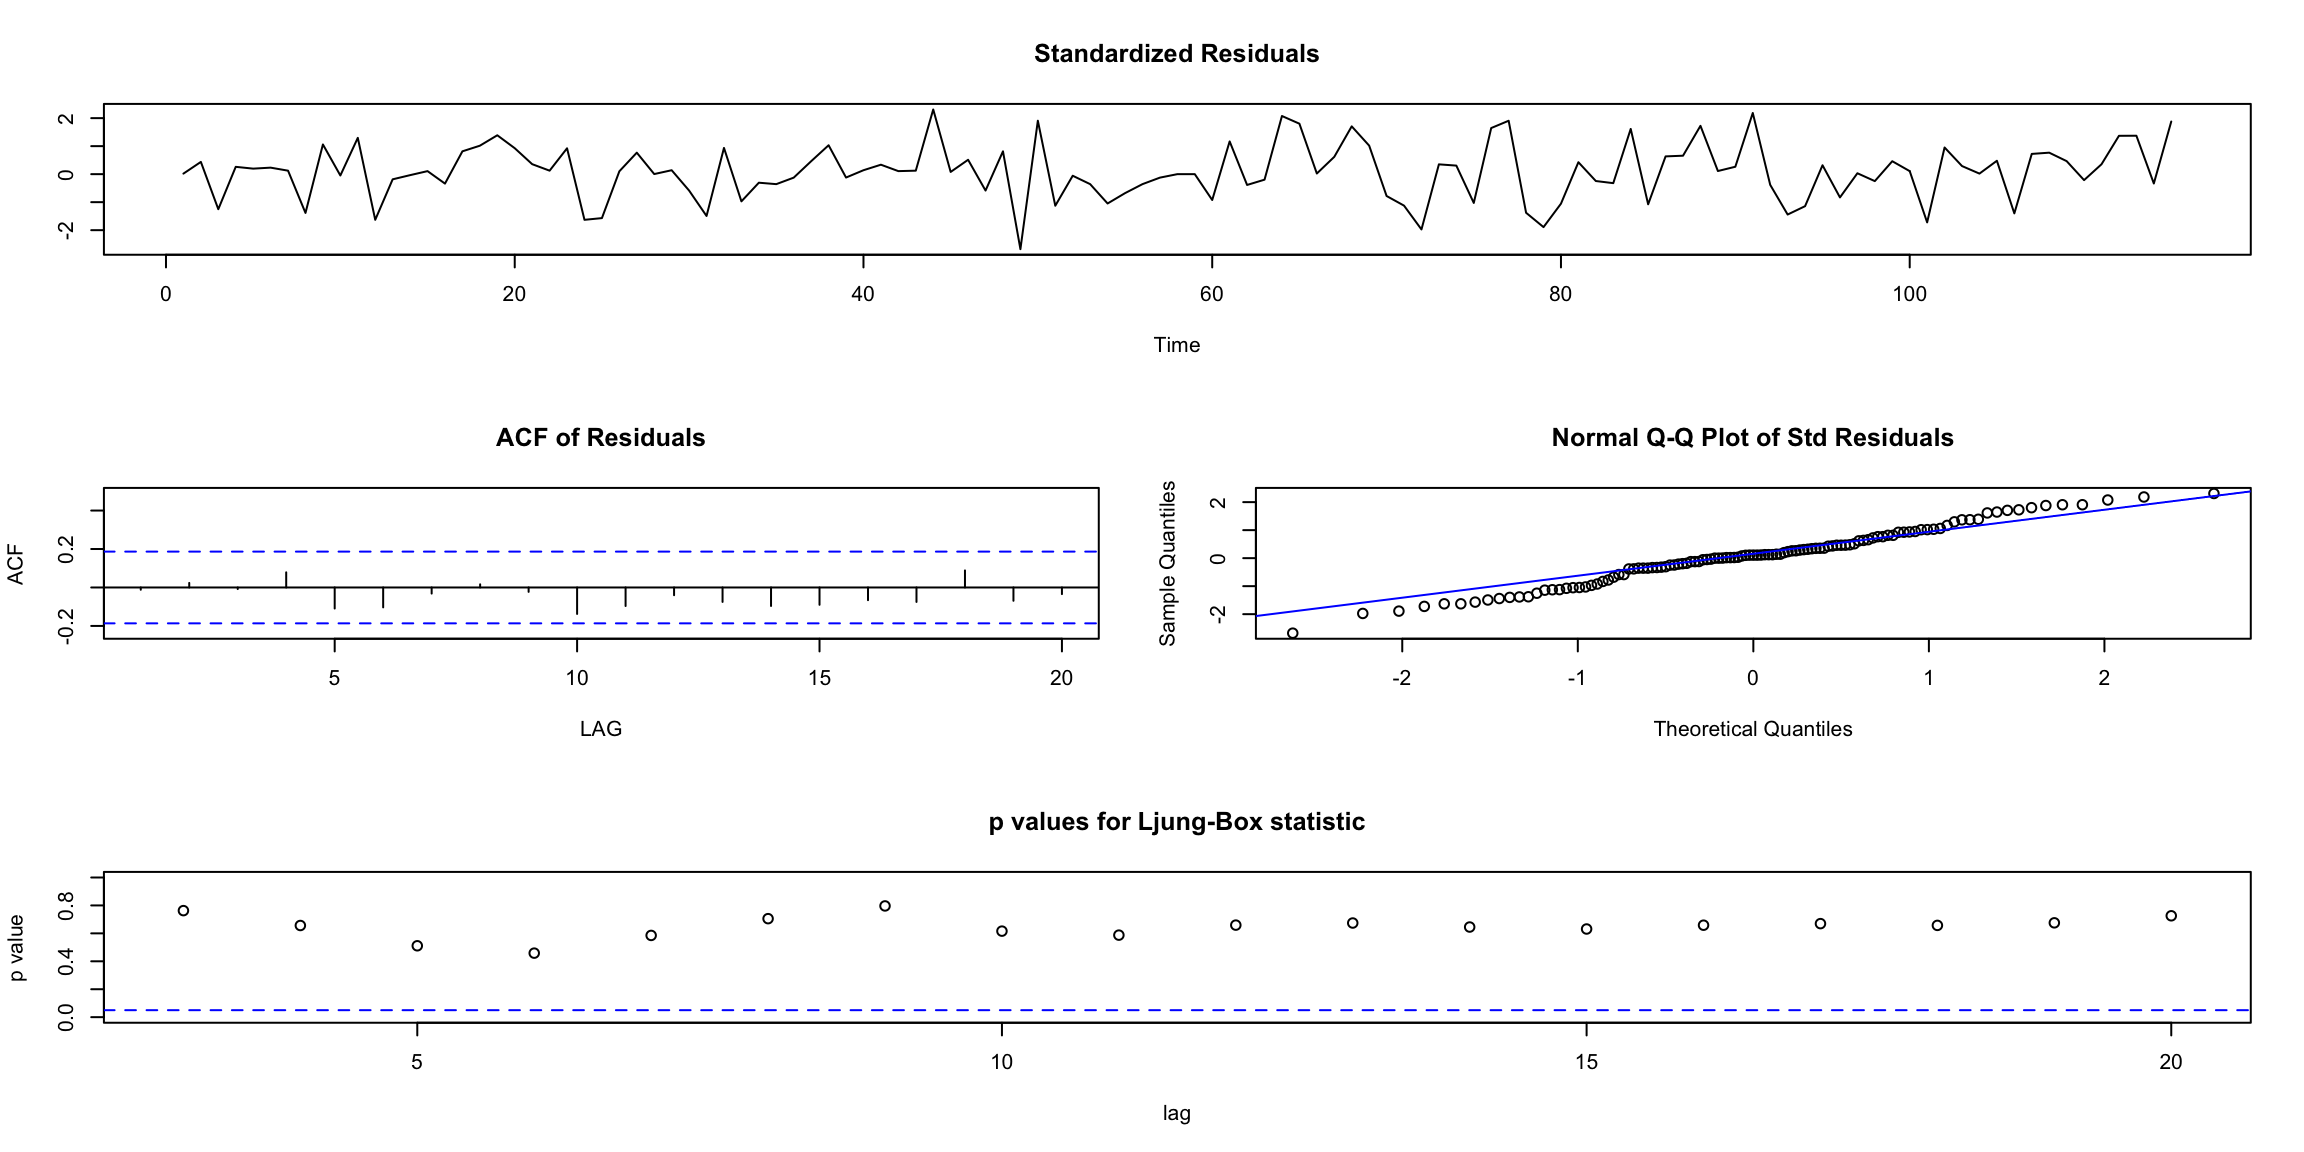 Standardized Residuals
2
0
-2
0 20 40 60 80 100
Time
ACF of Residuals
ACF
0.2
-0.2
5 10 15 20
LAG
Normal Q-Q Plot of Std Residuals
Sample Quantiles
2
0
-2
-2 -1 0 1 2
Theoretical Quantiles
p values for Ljung-Box statistic
p value
0.8
0.4
0.0
5 10 15 20
lag